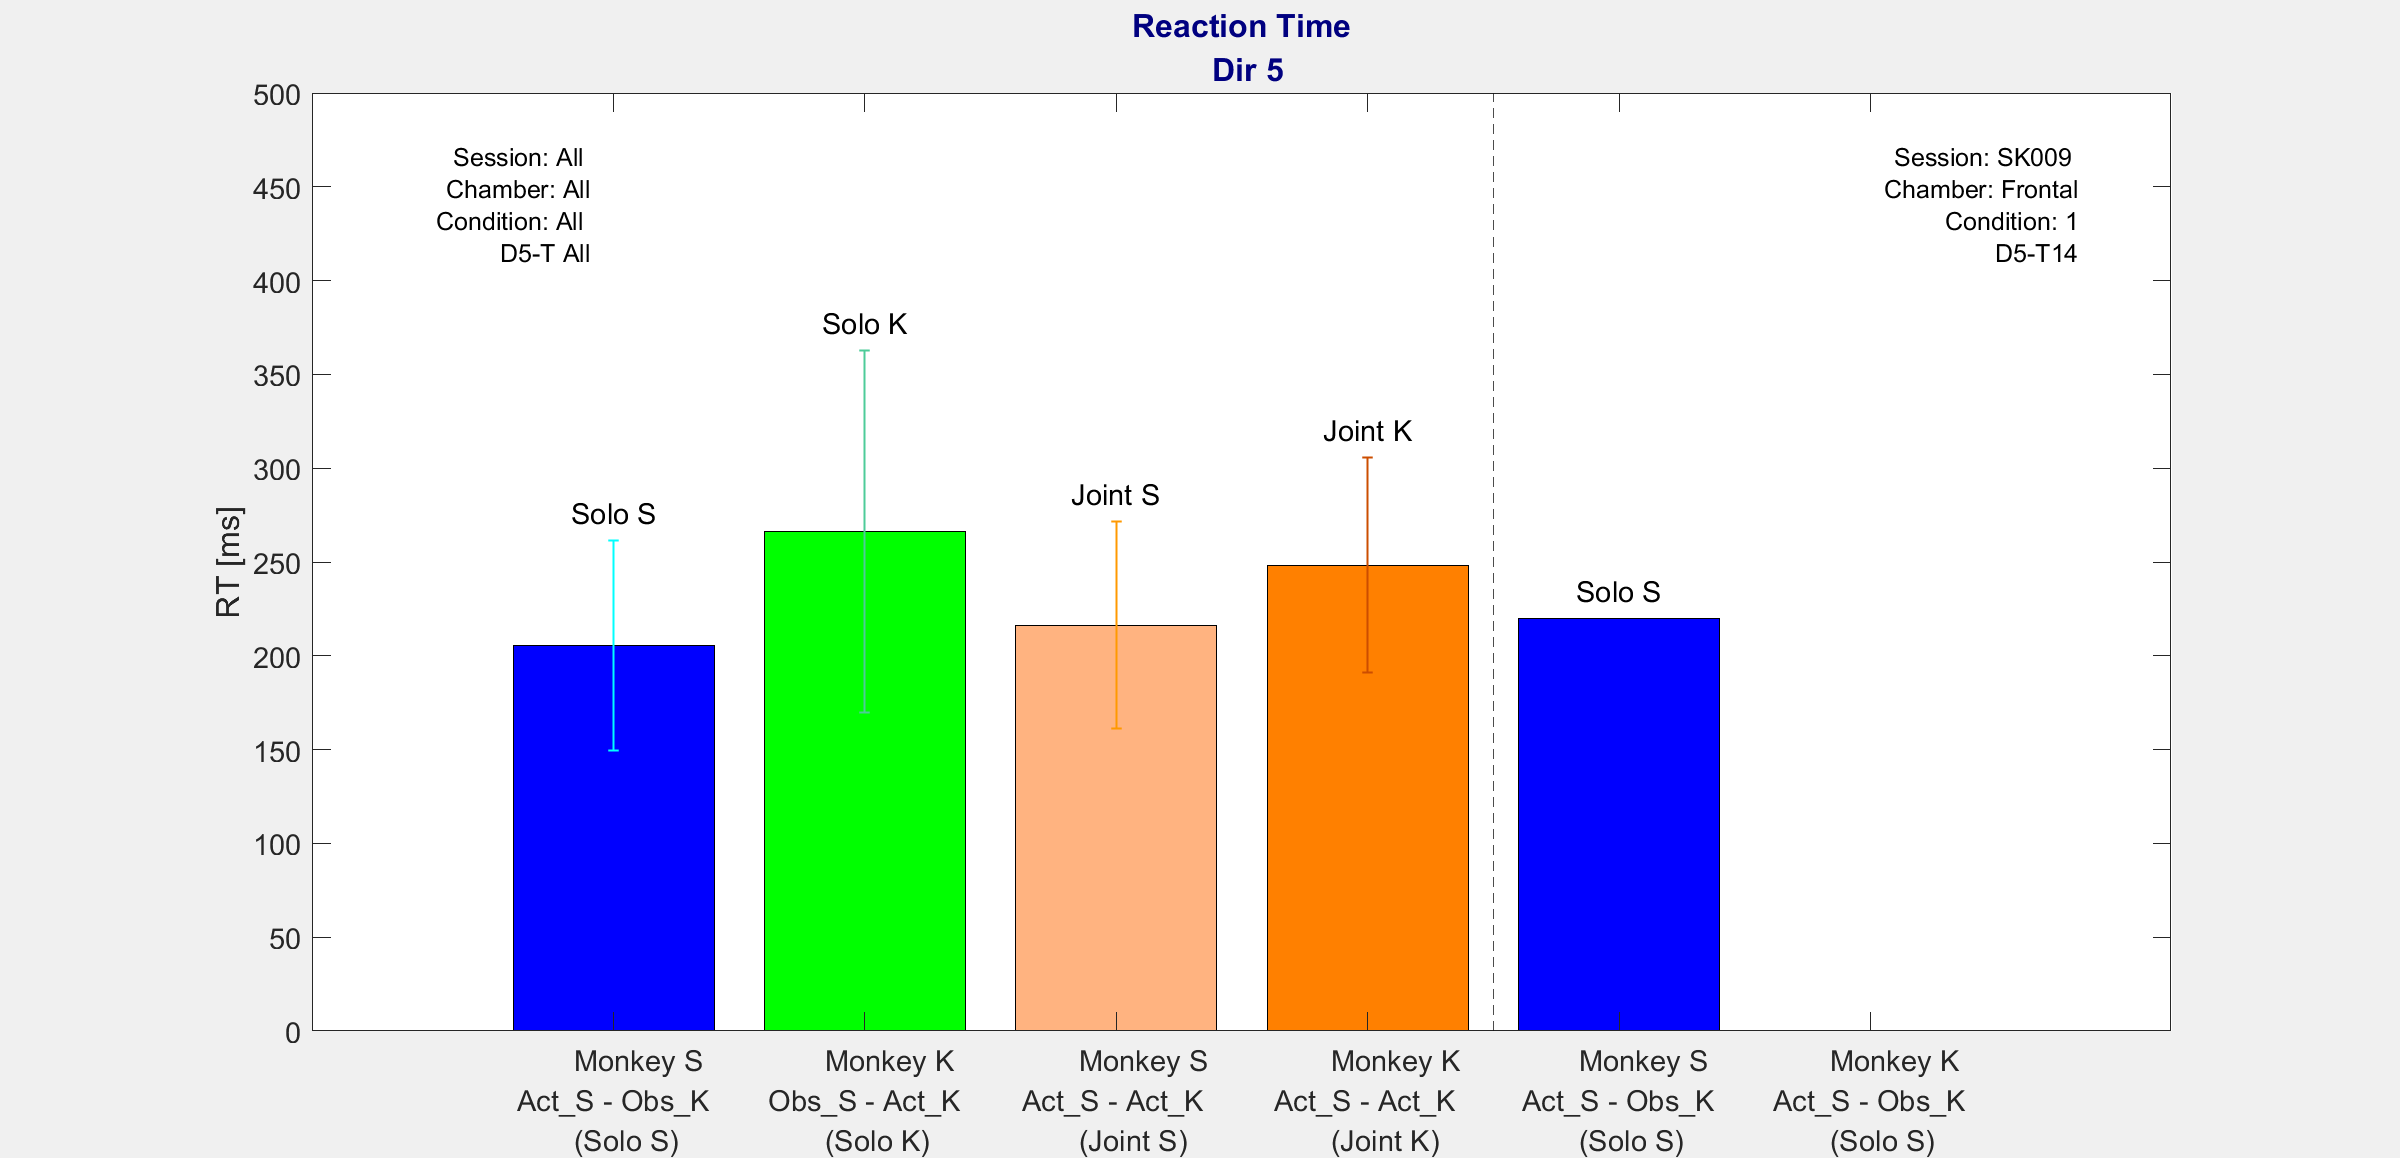 Reaction Time
Dir 5
500
450
400
350
300
250
200
150
100
50
0
RT [ms]
Session: All
Chamber: All
Condition: All
D5-T All
Session: SK009
Chamber: Frontal
Condition: 1
D5-T14
Solo S
Solo K
Joint S
Joint K
Solo S
Monkey S
Act_S - Obs_K
(Solo S)
Monkey K
Obs_S - Act_K
(Solo K)
Monkey S
Act_S - Act_K
(Joint S)
Monkey K
Act_S - Act_K
(Joint K)
Monkey S
Act_S - Obs_K
(Solo S)
Monkey K
Act_S - Obs_K
(Solo S)